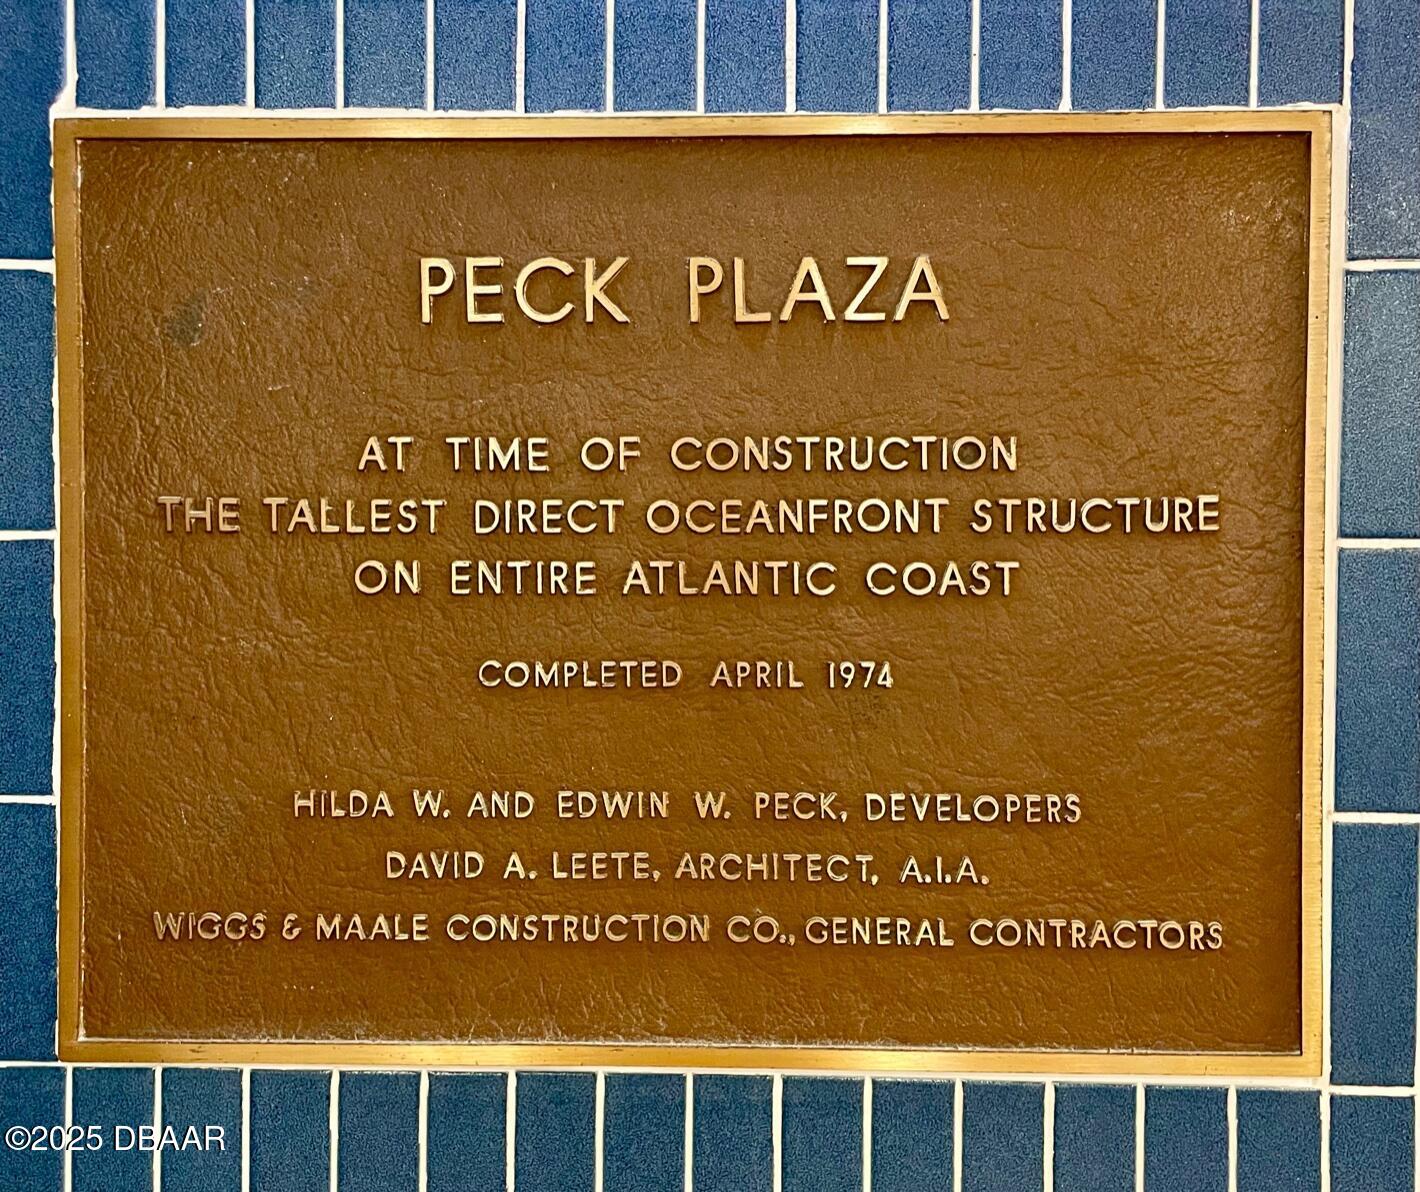 PECK PLAZA
AT TIME OF CONSTRUCTION
THE TALLEST DIRECT OCEANFRONT STRUCTURE
ON ENTIRE ATLANTIC COAST
COMPLETED APRIL 1974
HILDA W. AND EDWIN W. PECK, DEVELOPERS
DAVID A. LEETE, ARCHITECT, A.I.A.
WIGGS & MAALE CONSTRUCTION CO., GENERAL CONTRACTORS
©2025 DBAAR